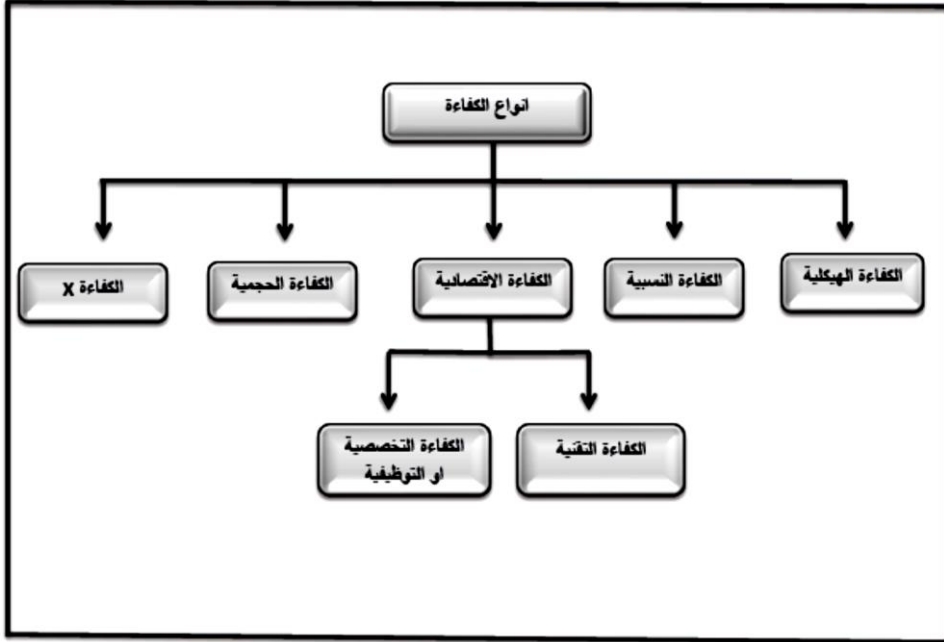 انواع الكفاءة
الكفاءة الهيكلية
الكفاءة النسبية
الكفاءة الاقتصادية
الكفاءة الحجمية
الكفاءة X
الكفاءة التقنية
الكفاءة التخصصية
او التوظيفية